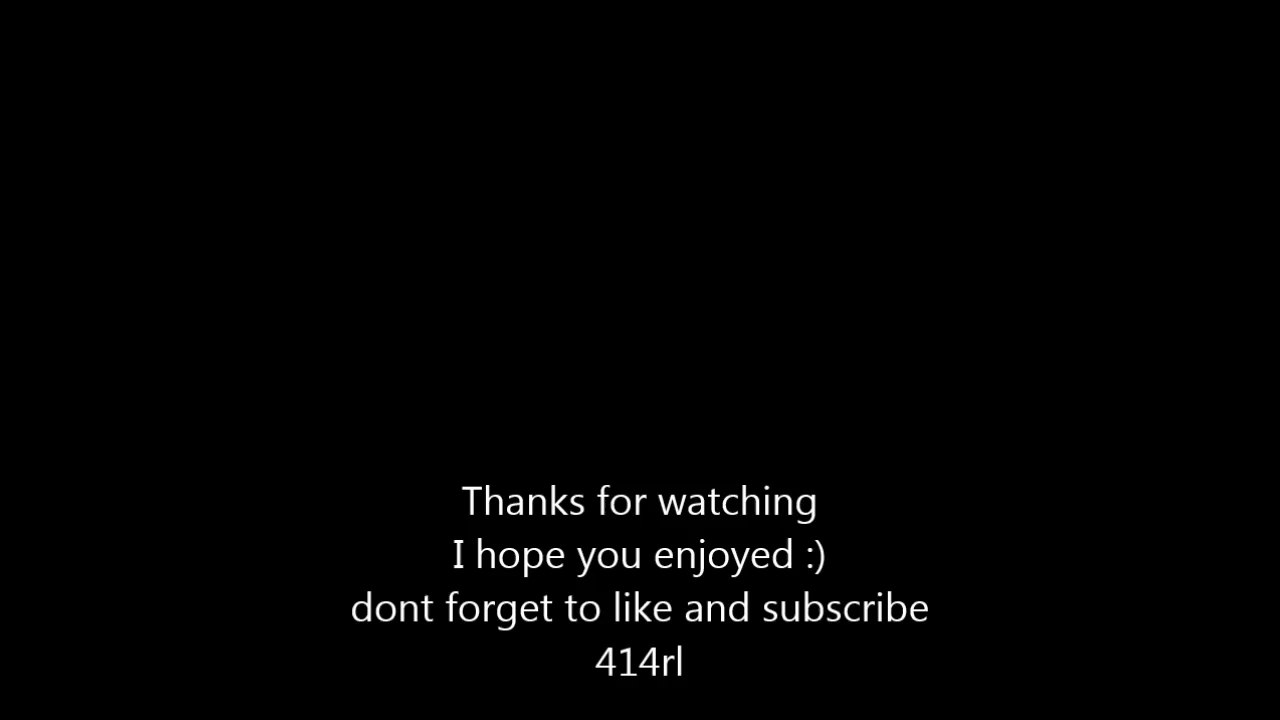 Thanks for watching
I hope you enjoyed :)
dont forget to like and subscribe
414rl